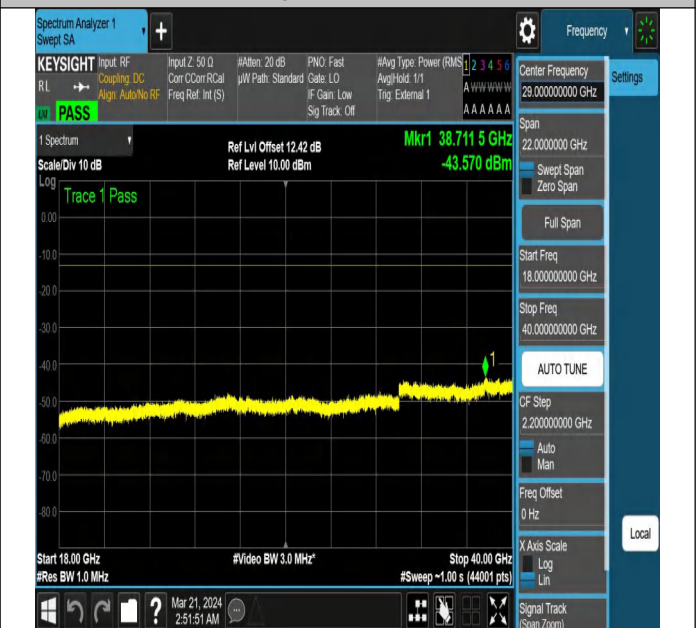 Spectrum Analyzer 1
Swept SA
+
Frequency
KEYSIGHT
RL
LXI PASS
Input: RF
Coupling: DC
Align: Auto/No RF
Input Z: 50 Ω
Corr CCorr RCal
Freq Ref: Int (S)
#Atten: 20 dB
µW Path: Standard
PNO: Fast
Gate: LO
IF Gain: Low
Sig Track: Off
#Avg Type: Power (RMS
Avg|Hold: 1/1
Trig: External 1
1 2 3 4 5 6
A W W W W W
A A A A A A
Center Frequency
29.000000000 GHz
Settings
Span
22.0000000 GHz
Swept Span
Zero Span
Full Span
Start Freq
18.000000000 GHz
Stop Freq
40.000000000 GHz
AUTO TUNE
CF Step
2.200000000 GHz
Auto
Man
Freq Offset
0 Hz
X Axis Scale
Log
Lin
Signal Track
(Span Zoom)
Local
1 Spectrum
Scale/Div 10 dB
Ref Lvl Offset 12.42 dB
Ref Level 10.00 dBm
Mkr1 38.711 5 GHz
-43.570 dBm
Log
Trace 1 Pass
0.00
-10.0
-20.0
-30.0
-40.0
-50.0
-60.0
-70.0
-80.0
1
Start 18.00 GHz
#Res BW 1.0 MHz
#Video BW 3.0 MHz*
Stop 40.00 GHz
#Sweep ~1.00 s (44001 pts)
?
Mar 21, 2024
2:51:51 AM